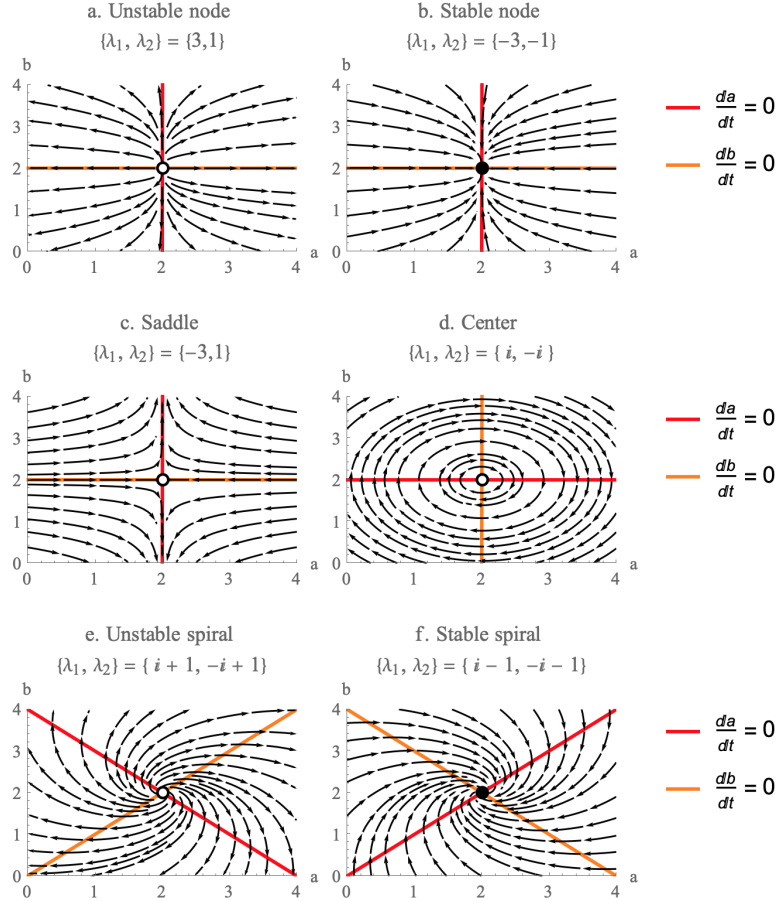 a. Unstable node
{λ₁, λ₂} = {3,1}
b
4
3
2
1
0
0 1 2 3 4 a
b. Stable node
{λ₁, λ₂} = {−3,−1}
b
4
3
2
1
0
0 1 2 3 4 a
da/dt = 0
db/dt = 0
c. Saddle
{λ₁, λ₂} = {−3,1}
b
4
3
2
1
0
0 1 2 3 4 a
d. Center
{λ₁, λ₂} = { i, −i }
b
4
3
2
1
0
0 1 2 3 4 a
da/dt = 0
db/dt = 0
e. Unstable spiral
{λ₁, λ₂} = { i + 1, −i + 1}
b
4
3
2
1
0
0 1 2 3 4 a
f. Stable spiral
{λ₁, λ₂} = { i − 1, −i − 1}
b
4
3
2
1
0
0 1 2 3 4 a
da/dt = 0
db/dt = 0